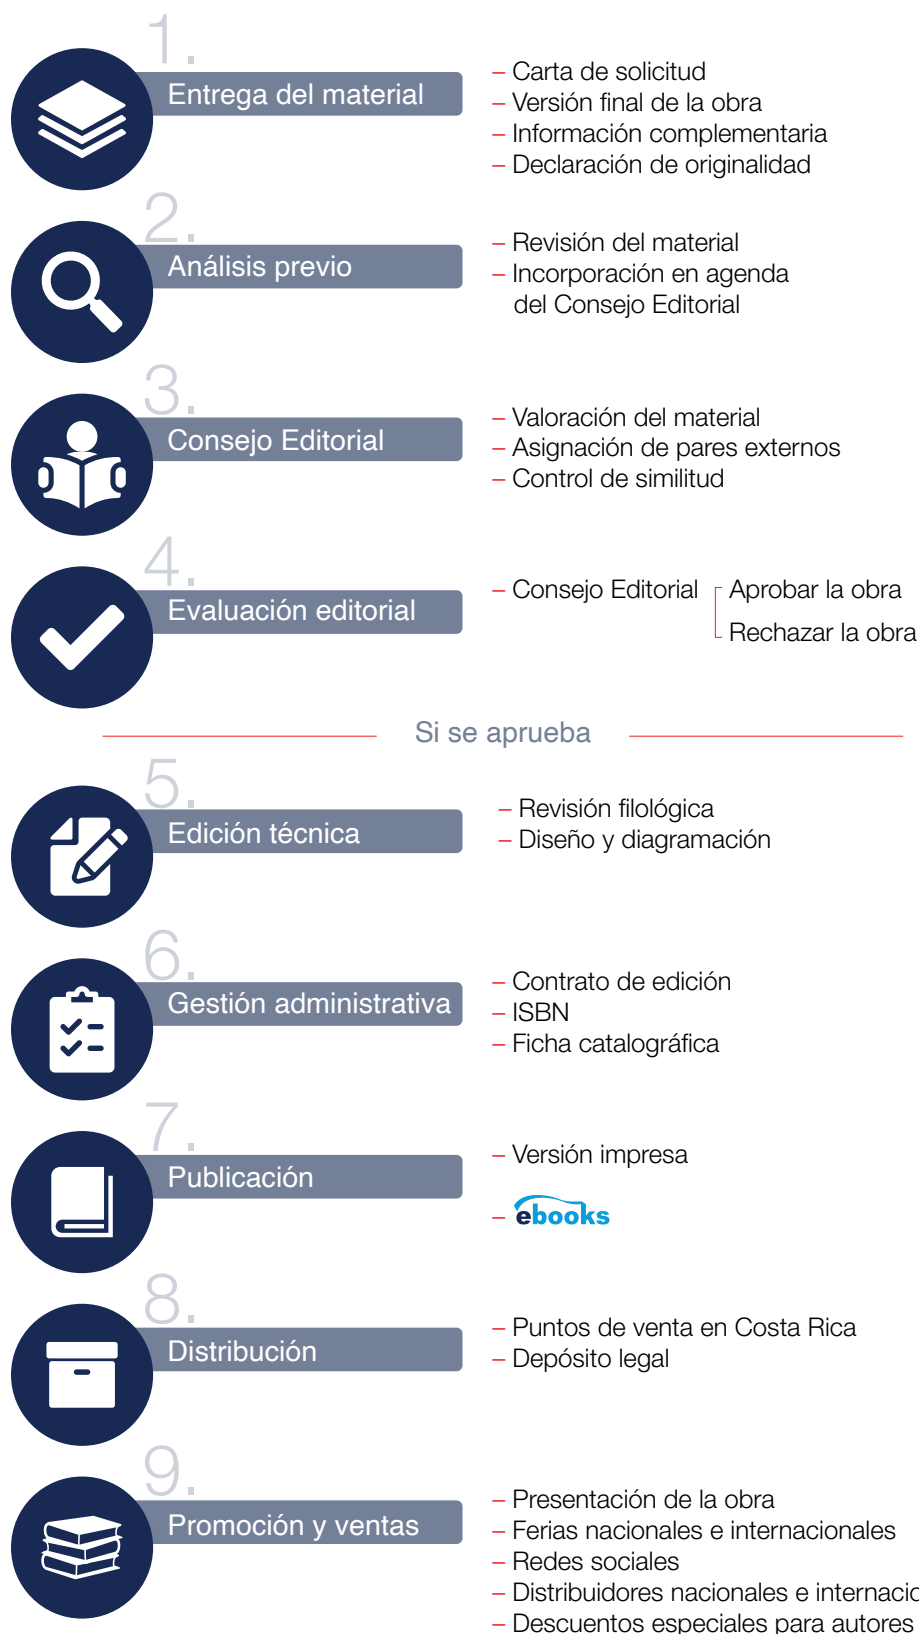 1.
Entrega del material
– Carta de solicitud
– Versión final de la obra
– Información complementaria
– Declaración de originalidad
2.
Análisis previo
– Revisión del material
– Incorporación en agenda
del Consejo Editorial
3.
Consejo Editorial
– Valoración del material
– Asignación de pares externos
– Control de similitud
4.
Evaluación editorial
– Consejo Editorial
Aprobar la obra
Rechazar la obra
Si se aprueba
5.
Edición técnica
– Revisión filológica
– Diseño y diagramación
6.
Gestión administrativa
– Contrato de edición
– ISBN
– Ficha catalográfica
7.
Publicación
– Versión impresa
– ebooks
8.
Distribución
– Puntos de venta en Costa Rica
– Depósito legal
9.
Promoción y ventas
– Presentación de la obra
– Ferias nacionales e internacionales
– Redes sociales
– Distribuidores nacionales e
– Descuentos especiales para autores